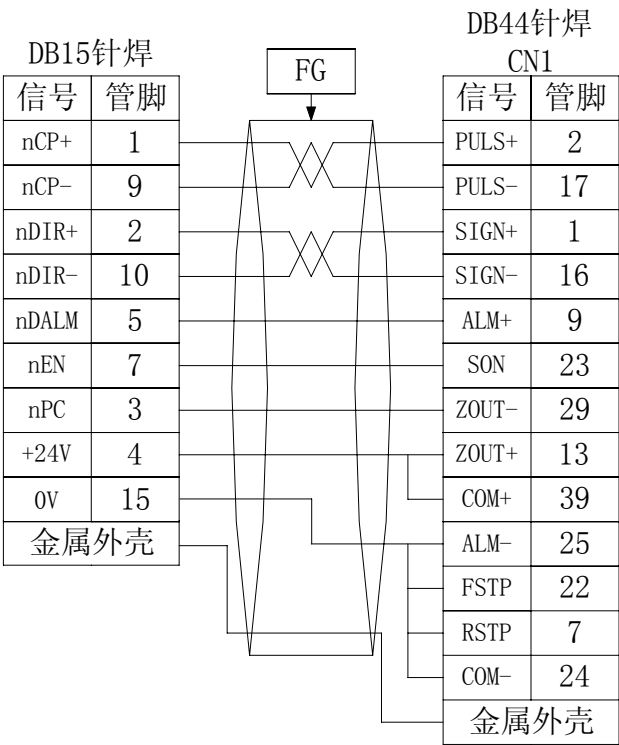 DB15针焊
信号 管脚
nCP+ 1
nCP- 9
nDIR+ 2
nDIR- 10
nDALM 5
nEN 7
nPC 3
+24V 4
0V 15
金属外壳
FG
DB44针焊
CN1
信号 管脚
PULS+ 2
PULS- 17
SIGN+ 1
SIGN- 16
ALM+ 9
SON 23
ZOUT- 29
ZOUT+ 13
COM+ 39
ALM- 25
FSTP 22
RSTP 7
COM- 24
金属外壳